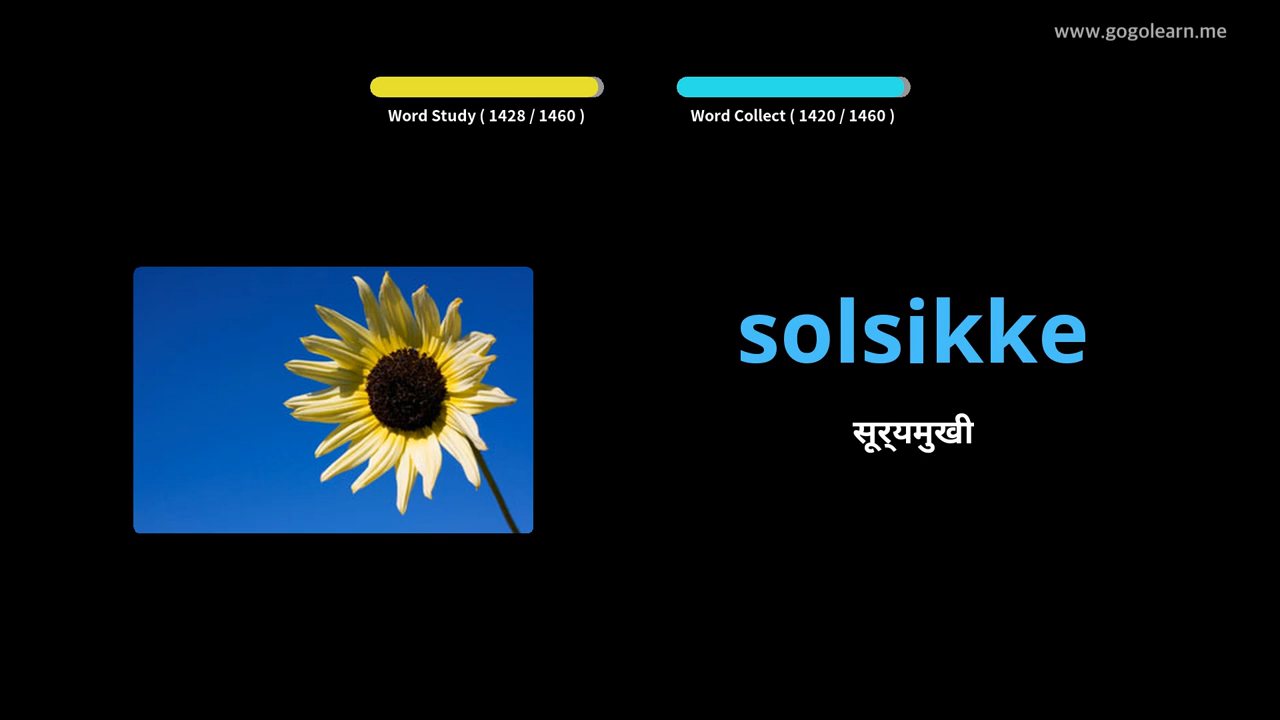 www.gogolearn.me
Word Study ( 1428 / 1460 )
Word Collect ( 1420 / 1460 )
solsikke
सूर्यमुखी